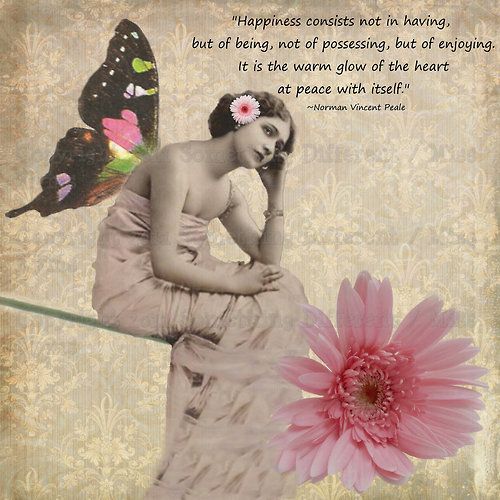 "Happiness consists not in having,
but of being, not of possessing, but of enjoying.
It is the warm glow of the heart
at peace with itself."
~Norman Vincent Peale